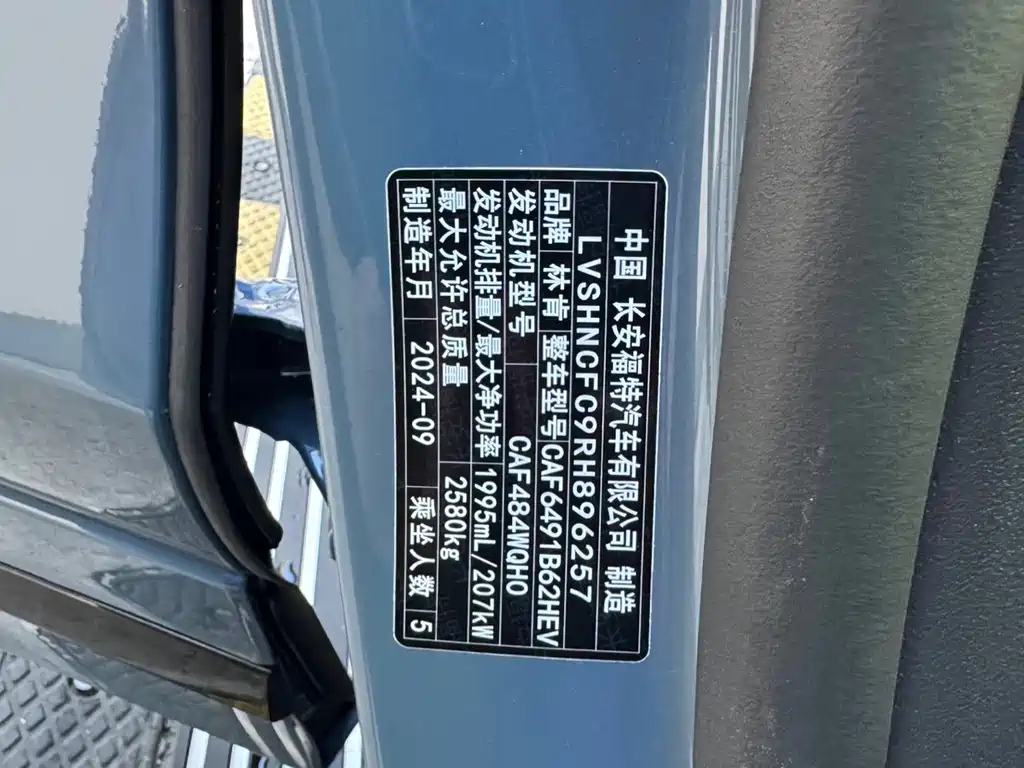 中国 长安福特汽车有限公司 制造
LVSHNCFC9RH896257
品牌 林肯 整车型号 CAF6491B62HEV
发动机型号 CAF484WQH0
发动机排量/最大净功率 1995mL/207kW
最大允许总质量 2580kg
制造年月 2024-09 乘坐人数 5